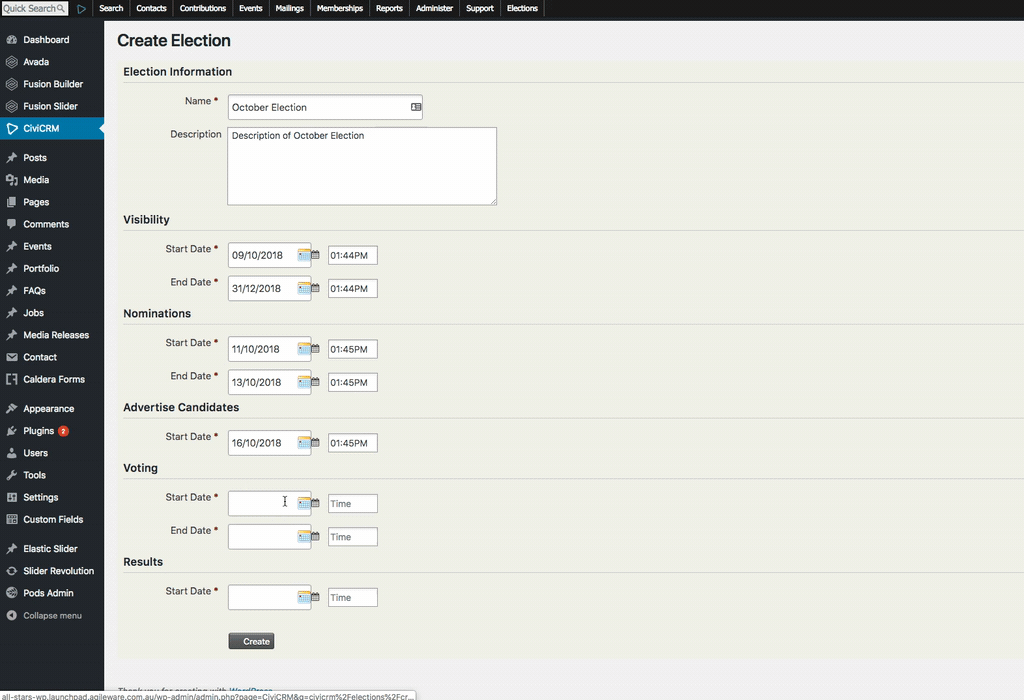 Quick Search
Search Contacts Contributions Events Mailings Memberships Reports Administer Support Elections
Dashboard
Avada
Fusion Builder
Fusion Slider
CiviCRM
Posts
Media
Pages
Comments
Events
Portfolio
FAQs
Jobs
Media Releases
Contact
Caldera Forms
Appearance
Plugins 2
Users
Tools
Settings
Custom Fields
Elastic Slider
Slider Revolution
Pods Admin
Collapse menu
Create Election
Election Information
Name * October Election
Description Description of October Election
Visibility
Start Date * 09/10/2018 01:44PM
End Date * 31/12/2018 01:44PM
Nominations
Start Date * 11/10/2018 01:45PM
End Date * 13/10/2018 01:45PM
Advertise Candidates
Start Date * 16/10/2018 01:45PM
Voting
Start Date * Time
End Date * Time
Results
Start Date * Time
Create
Thank you for creating with WordPress
all-stars-wp.launchpad.agileware.com.au/wp-admin/admin.php?page=CiviCRM&q=civicrm%2Felections%2Fcr...